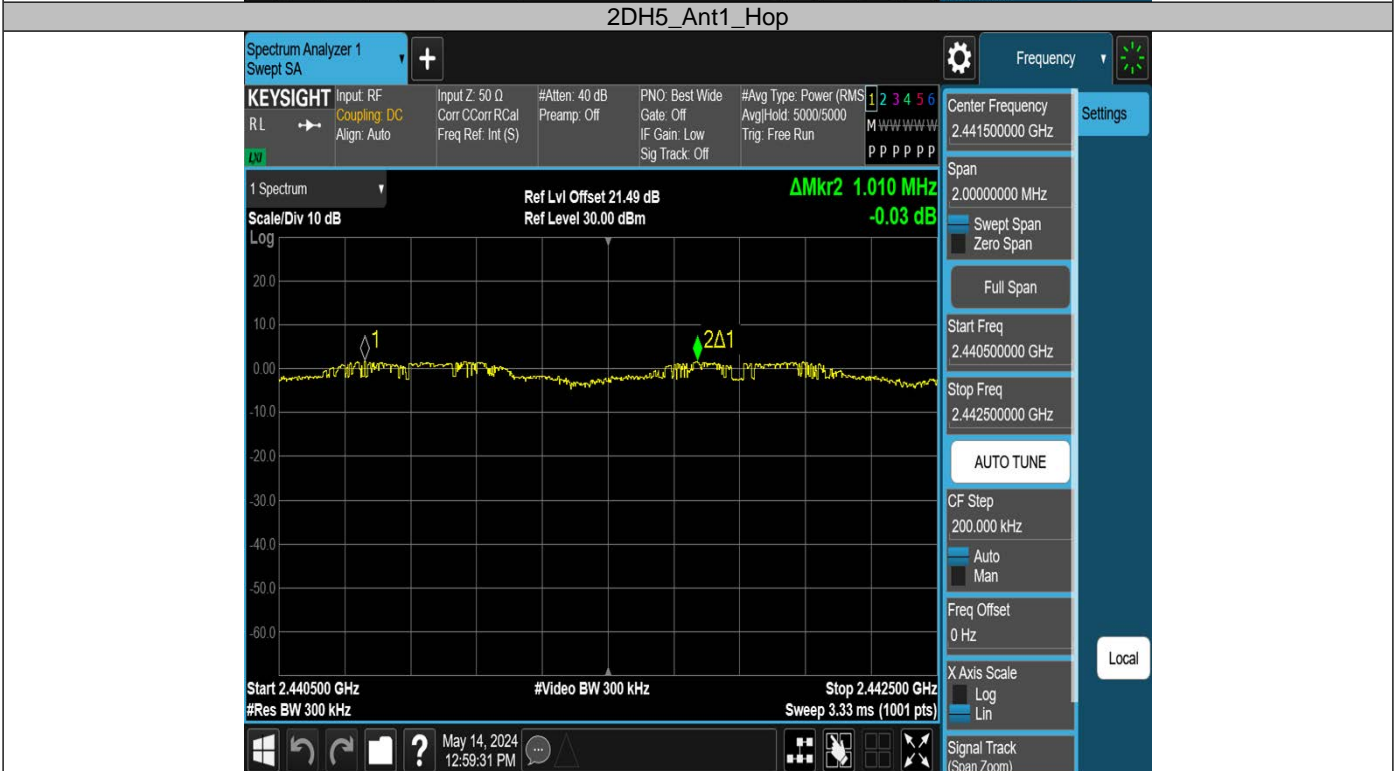 2DH5_Ant1_Hop
Spectrum Analyzer 1
Swept SA
+
Frequency
KEYSIGHT
RL
LXI
Input: RF
Coupling: DC
Align: Auto
Input Z: 50 Ω
Corr CCorr RCal
Freq Ref: Int (S)
#Atten: 40 dB
Preamp: Off
PNO: Best Wide
Gate: Off
IF Gain: Low
Sig Track: Off
#Avg Type: Power (RMS
Avg|Hold: 5000/5000
Trig: Free Run
1 2 3 4 5 6
M W W W W W
P P P P P P
1 Spectrum
Scale/Div 10 dB
Log
Ref Lvl Offset 21.49 dB
Ref Level 30.00 dBm
ΔMkr2 1.010 MHz
-0.03 dB
20.0
10.0
0.00
-10.0
-20.0
-30.0
-40.0
-50.0
-60.0
1
2Δ1
Start 2.440500 GHz
#Res BW 300 kHz
#Video BW 300 kHz
Stop 2.442500 GHz
Sweep 3.33 ms (1001 pts)
Center Frequency
2.441500000 GHz
Settings
Span
2.00000000 MHz
Swept Span
Zero Span
Full Span
Start Freq
2.440500000 GHz
Stop Freq
2.442500000 GHz
AUTO TUNE
CF Step
200.000 kHz
Auto
Man
Freq Offset
0 Hz
X Axis Scale
Log
Lin
Local
Signal Track
(Span Zoom)
?
May 14, 2024
12:59:31 PM